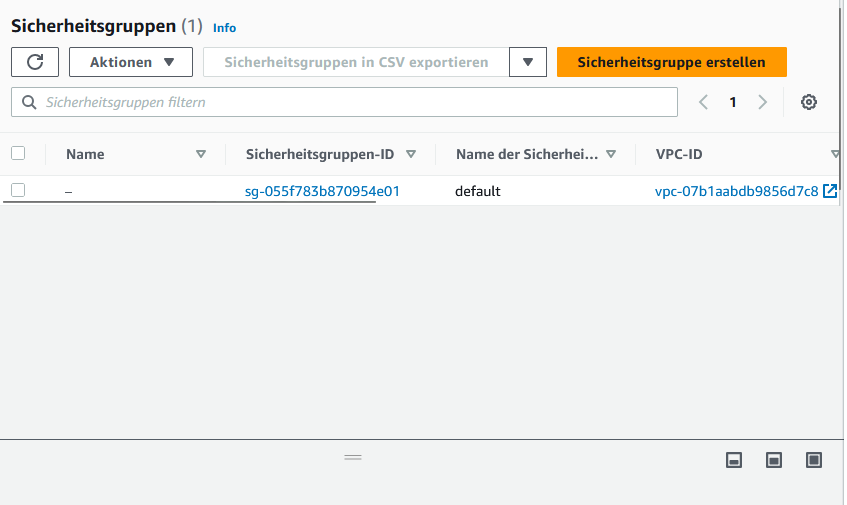 Sicherheitsgruppen (1) Info
Aktionen Sicherheitsgruppen in CSV exportieren Sicherheitsgruppe erstellen
Sicherheitsgruppen filtern 1
Name Sicherheitsgruppen-ID Name der Sicherhei... VPC-ID
– sg-055f783b870954e01 default vpc-07b1aabdb9856d7c8